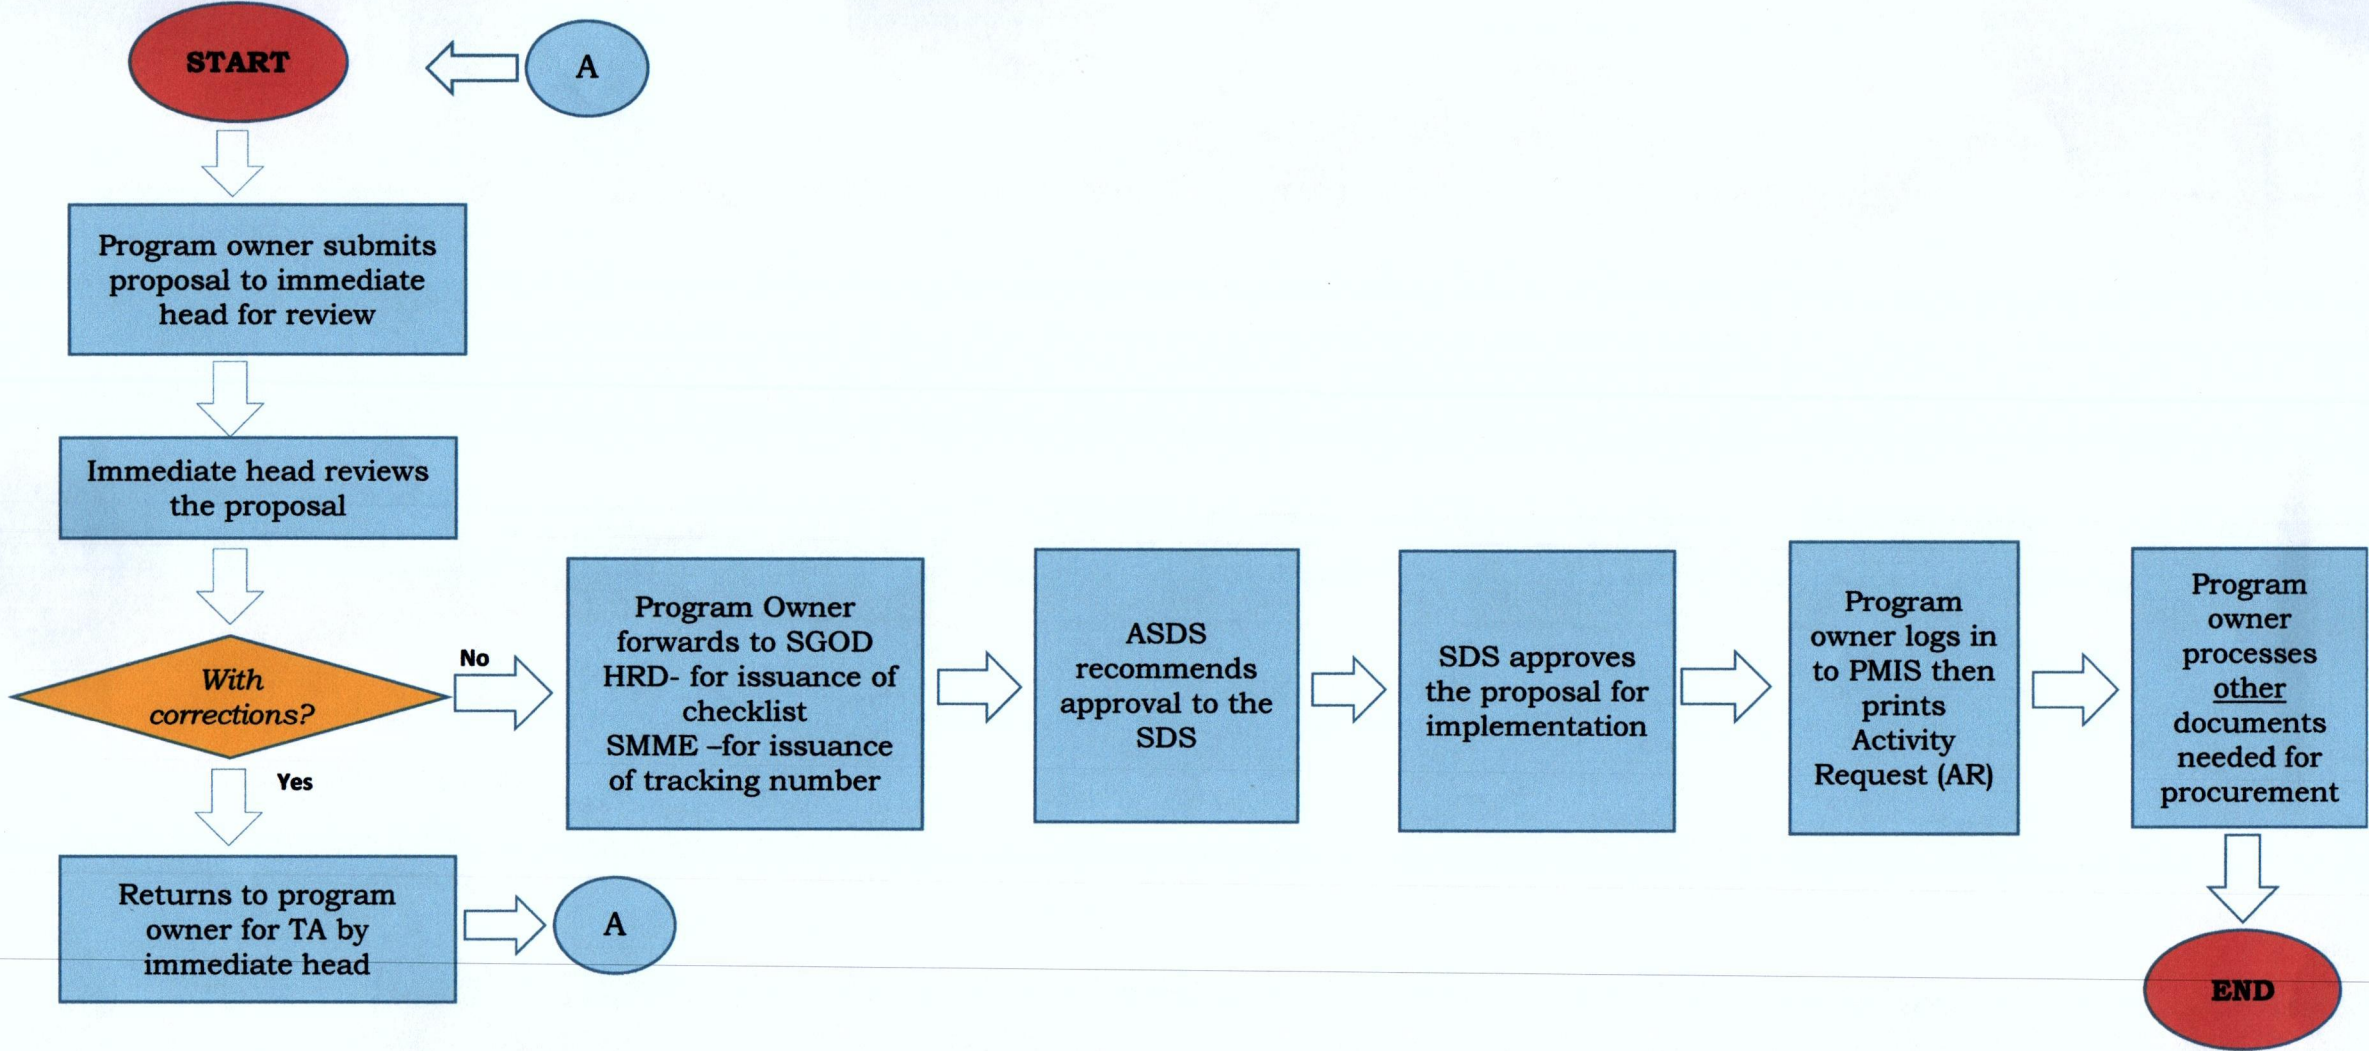 START
A
Program owner submits
proposal to immediate
head for review
Immediate head reviews
the proposal
With
corrections?
No
Yes
Program Owner
forwards to SGOD
HRD- for issuance of
checklist
SMME –for issuance
of tracking number
ASDS
recommends
approval to the
SDS
SDS approves
the proposal for
implementation
Program
owner logs in
to PMIS then
prints
Activity
Request (AR)
Program
owner
processes
other
documents
needed for
procurement
Returns to program
owner for TA by
immediate head
A
END